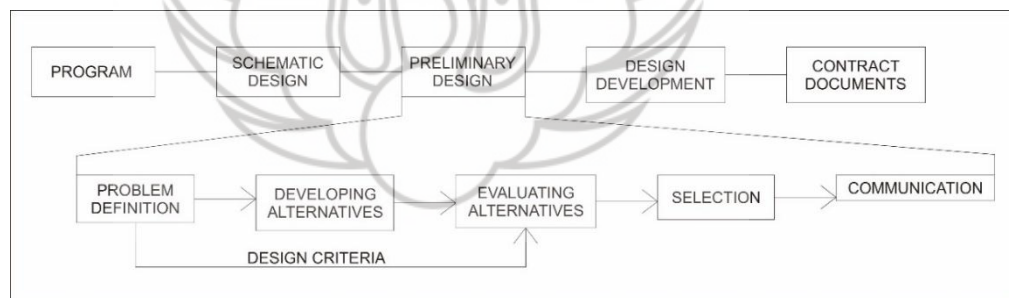 PROGRAM
SCHEMATIC
DESIGN
PRELIMINARY
DESIGN
DESIGN
DEVELOPMENT
CONTRACT
DOCUMENTS
PROBLEM
DEFINITION
DEVELOPING
ALTERNATIVES
EVALUATING
ALTERNATIVES
SELECTION
COMMUNICATION
DESIGN CRITERIA